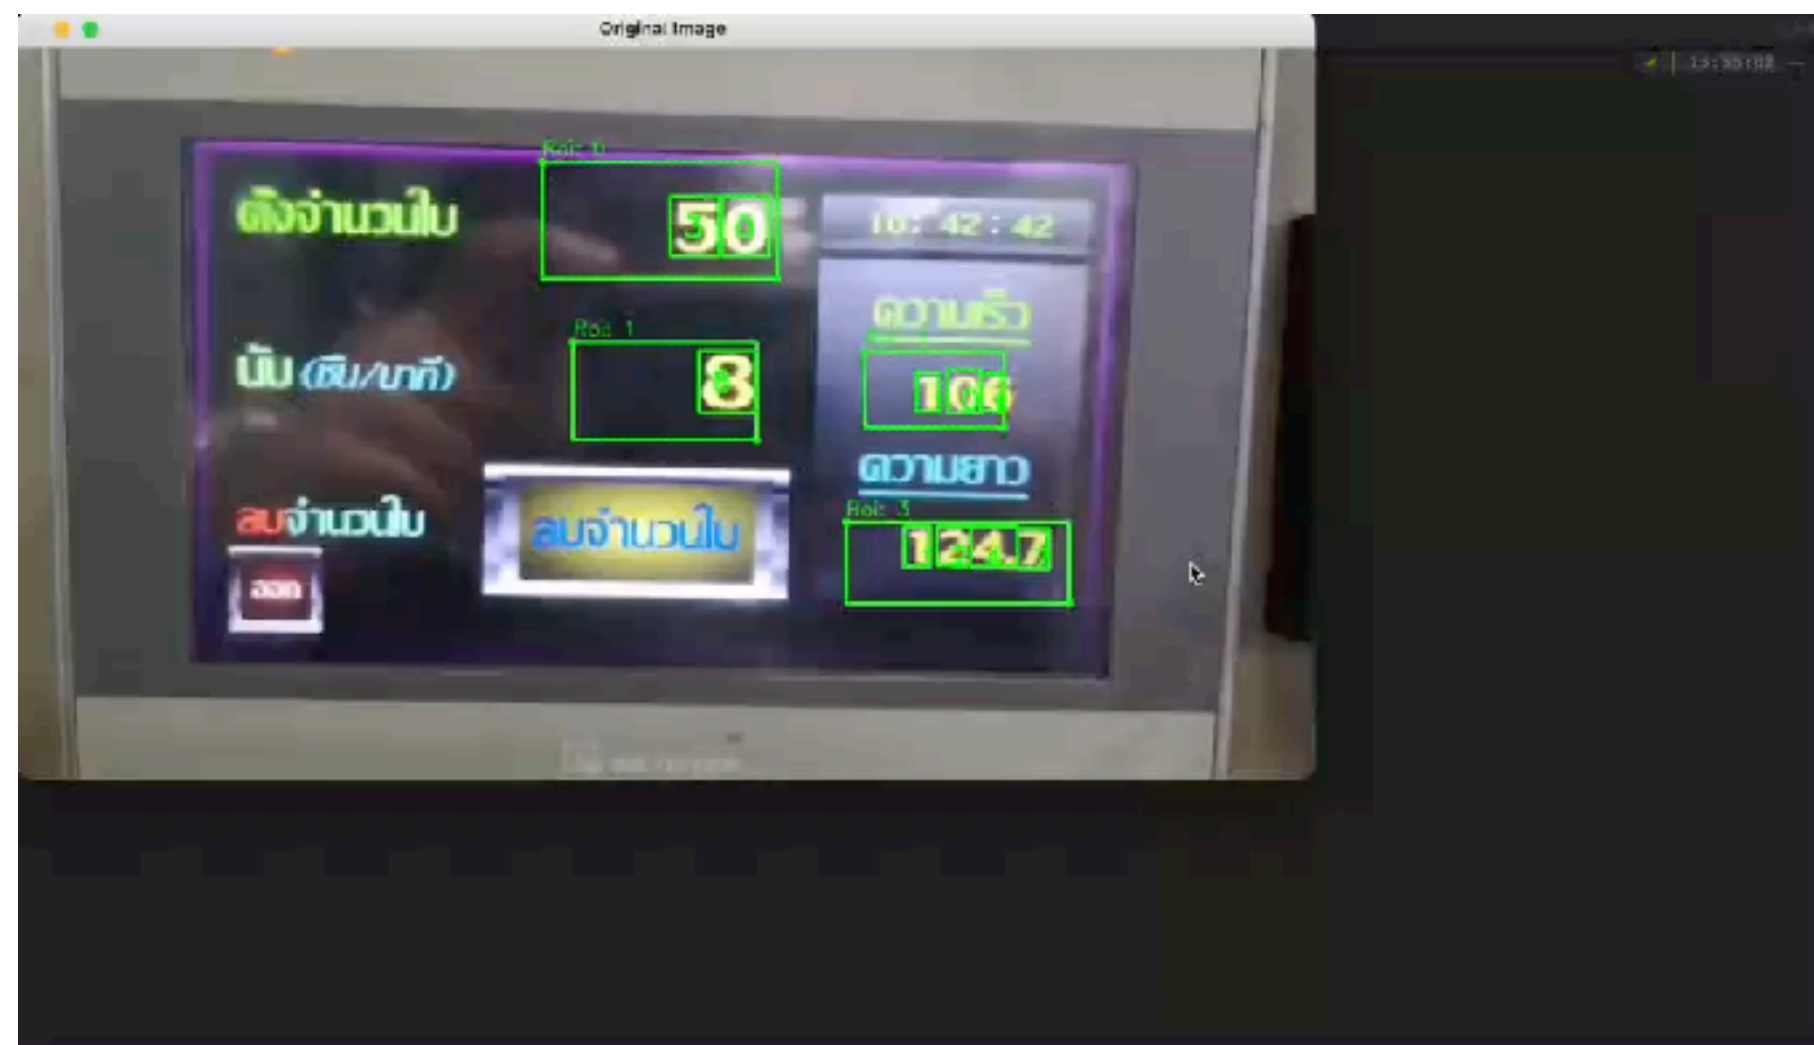 Original Image
Roi: 0
ตั้งจำนวนใบ
50
10: 42 : 42
ความเร็ว
Roi: 1
นับ (ชิ้น/นาที)
8
106
ความยาว
Roi: 3
ลบจำนวนใบ
ลบจำนวนใบ
124.7
ออก